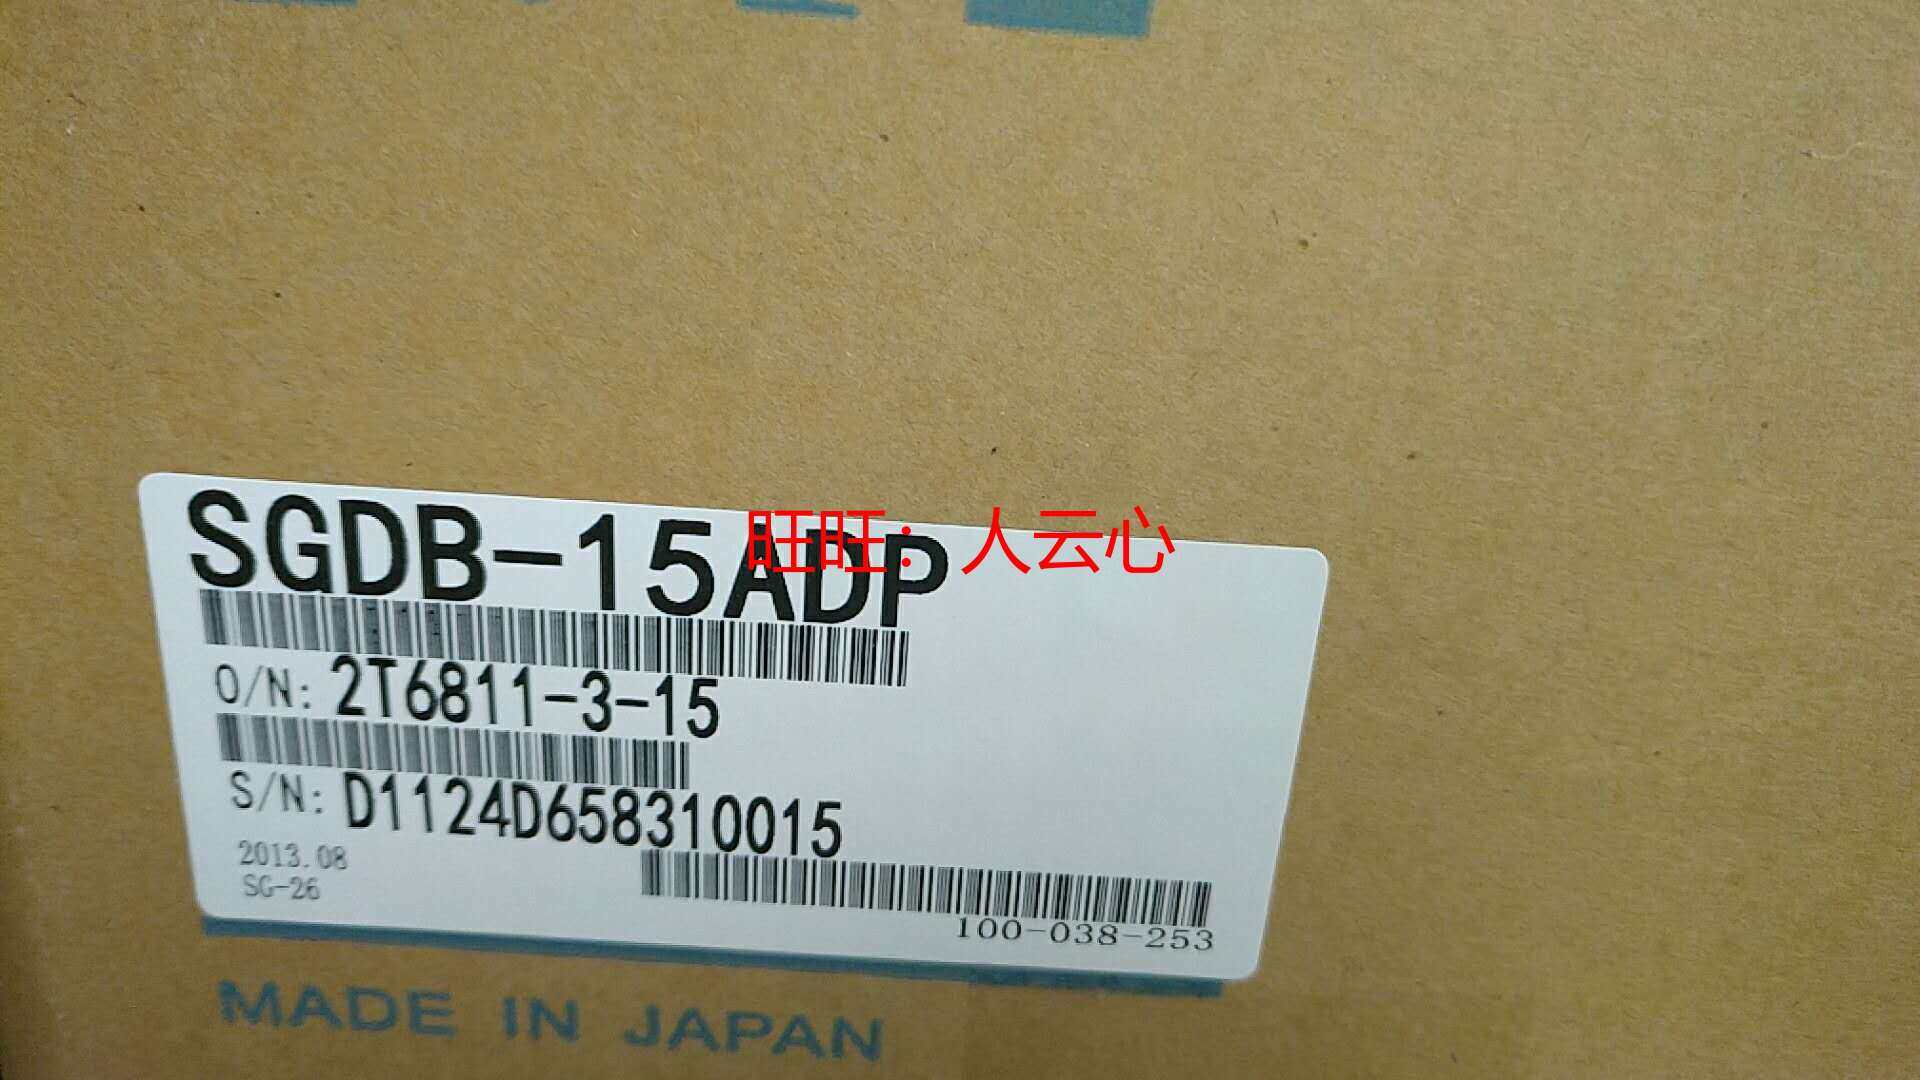 SGDB-15ADP
旺旺：人云心
O/N: 2T6811-3-15
S/N: D1124D658310015
2013.08
SG-26
100-038-253
MADE IN JAPAN